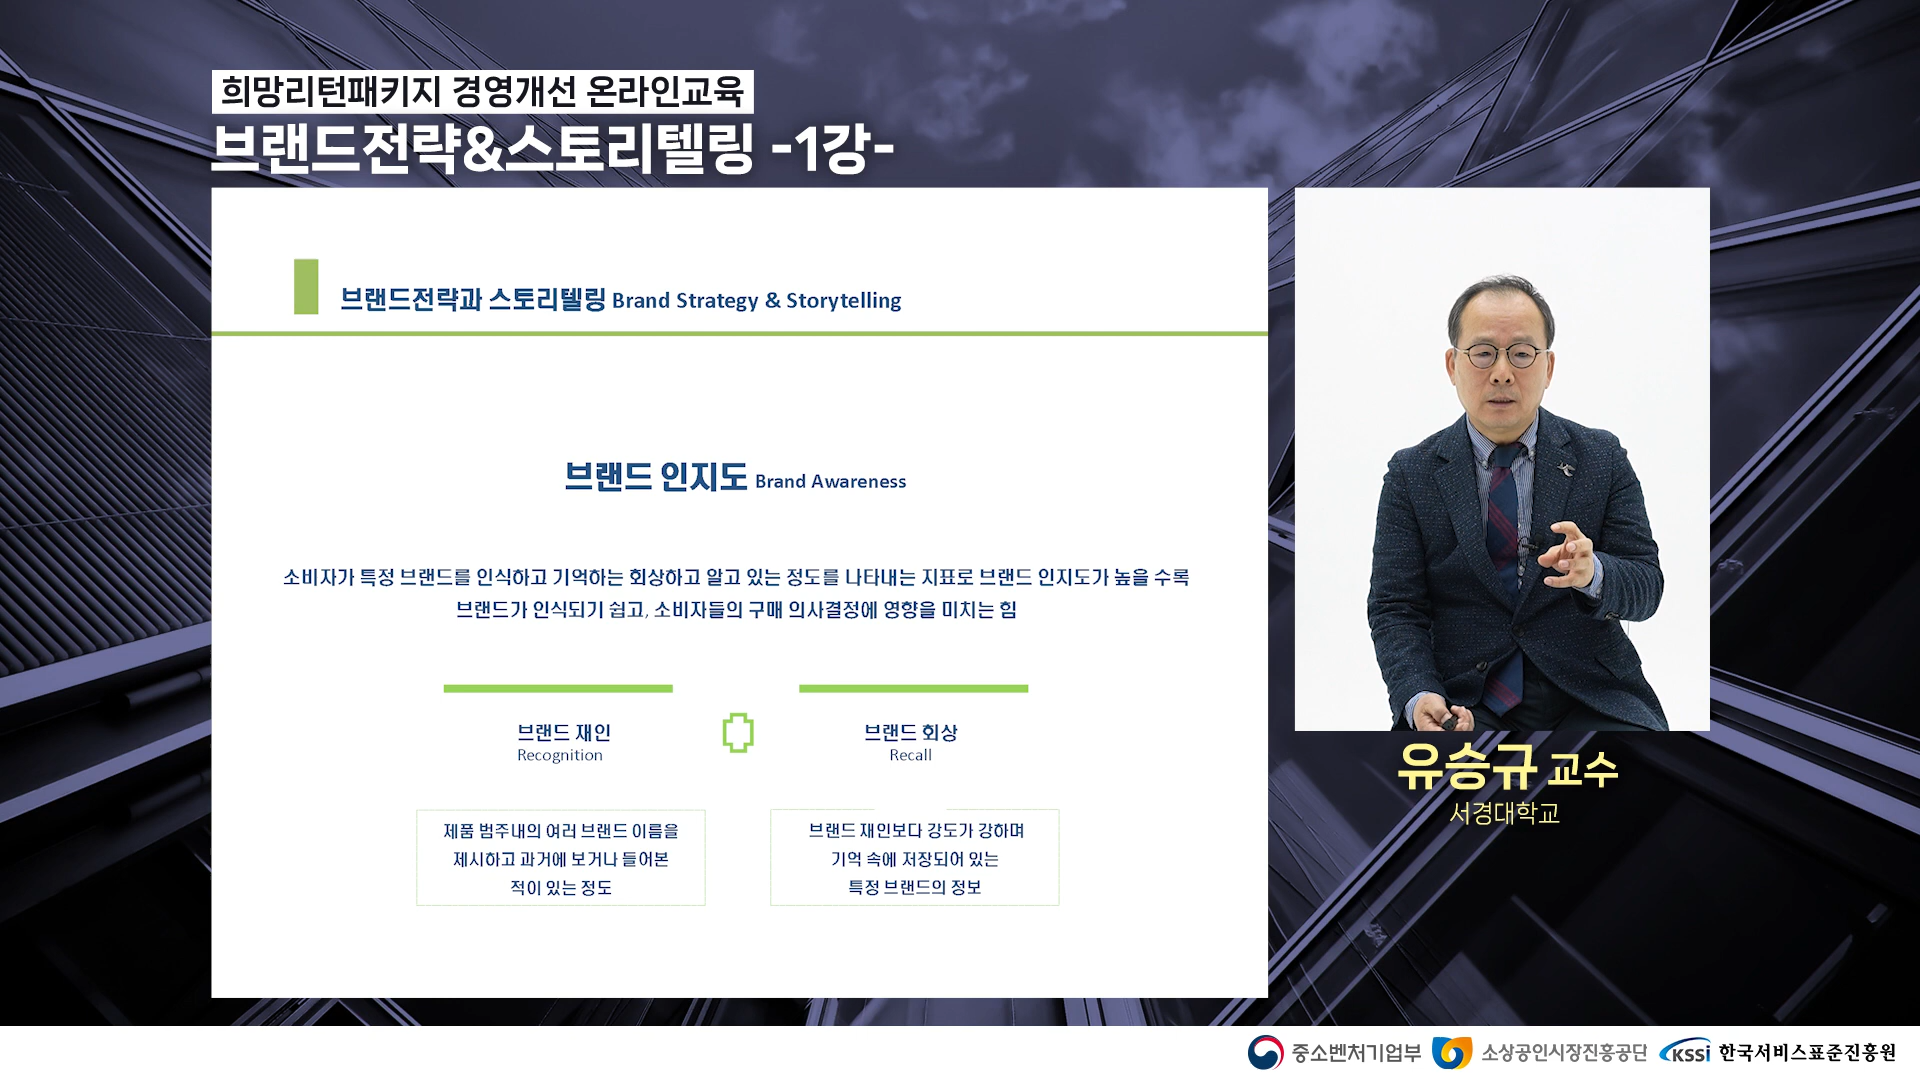 희망리턴패키지 경영개선 온라인교육
브랜드전략&스토리텔링 -1강-
브랜드전략과 스토리텔링 Brand Strategy & Storytelling
브랜드 인지도 Brand Awareness
소비자가 특정 브랜드를 인식하고 기억하는 회상하고 알고 있는 정도를 나타내는 지표로 브랜드 인지도가 높을 수록
브랜드가 인식되기 쉽고, 소비자들의 구매 의사결정에 영향을 미치는 힘
브랜드 재인
Recognition
제품 범주내의 여러 브랜드 이름을
제시하고 과거에 보거나 들어본
적이 있는 정도
브랜드 회상
Recall
브랜드 재인보다 강도가 강하며
기억 속에 저장되어 있는
특정 브랜드의 정보
유승규 교수
서경대학교
중소벤처기업부 소상공인시장진흥공단 KSSi 한국서비스표준진흥원